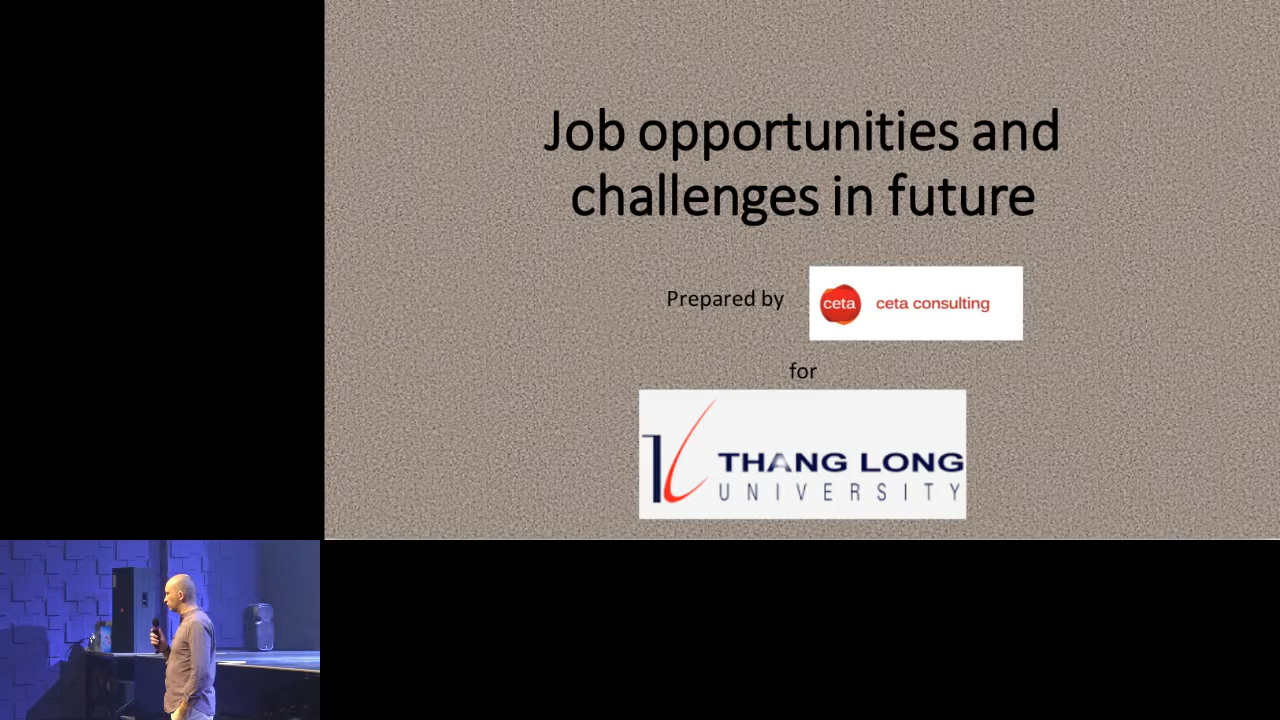 Job opportunities and
challenges in future
Prepared by
ceta
ceta consulting
for
THANG LONG
UNIVERSITY